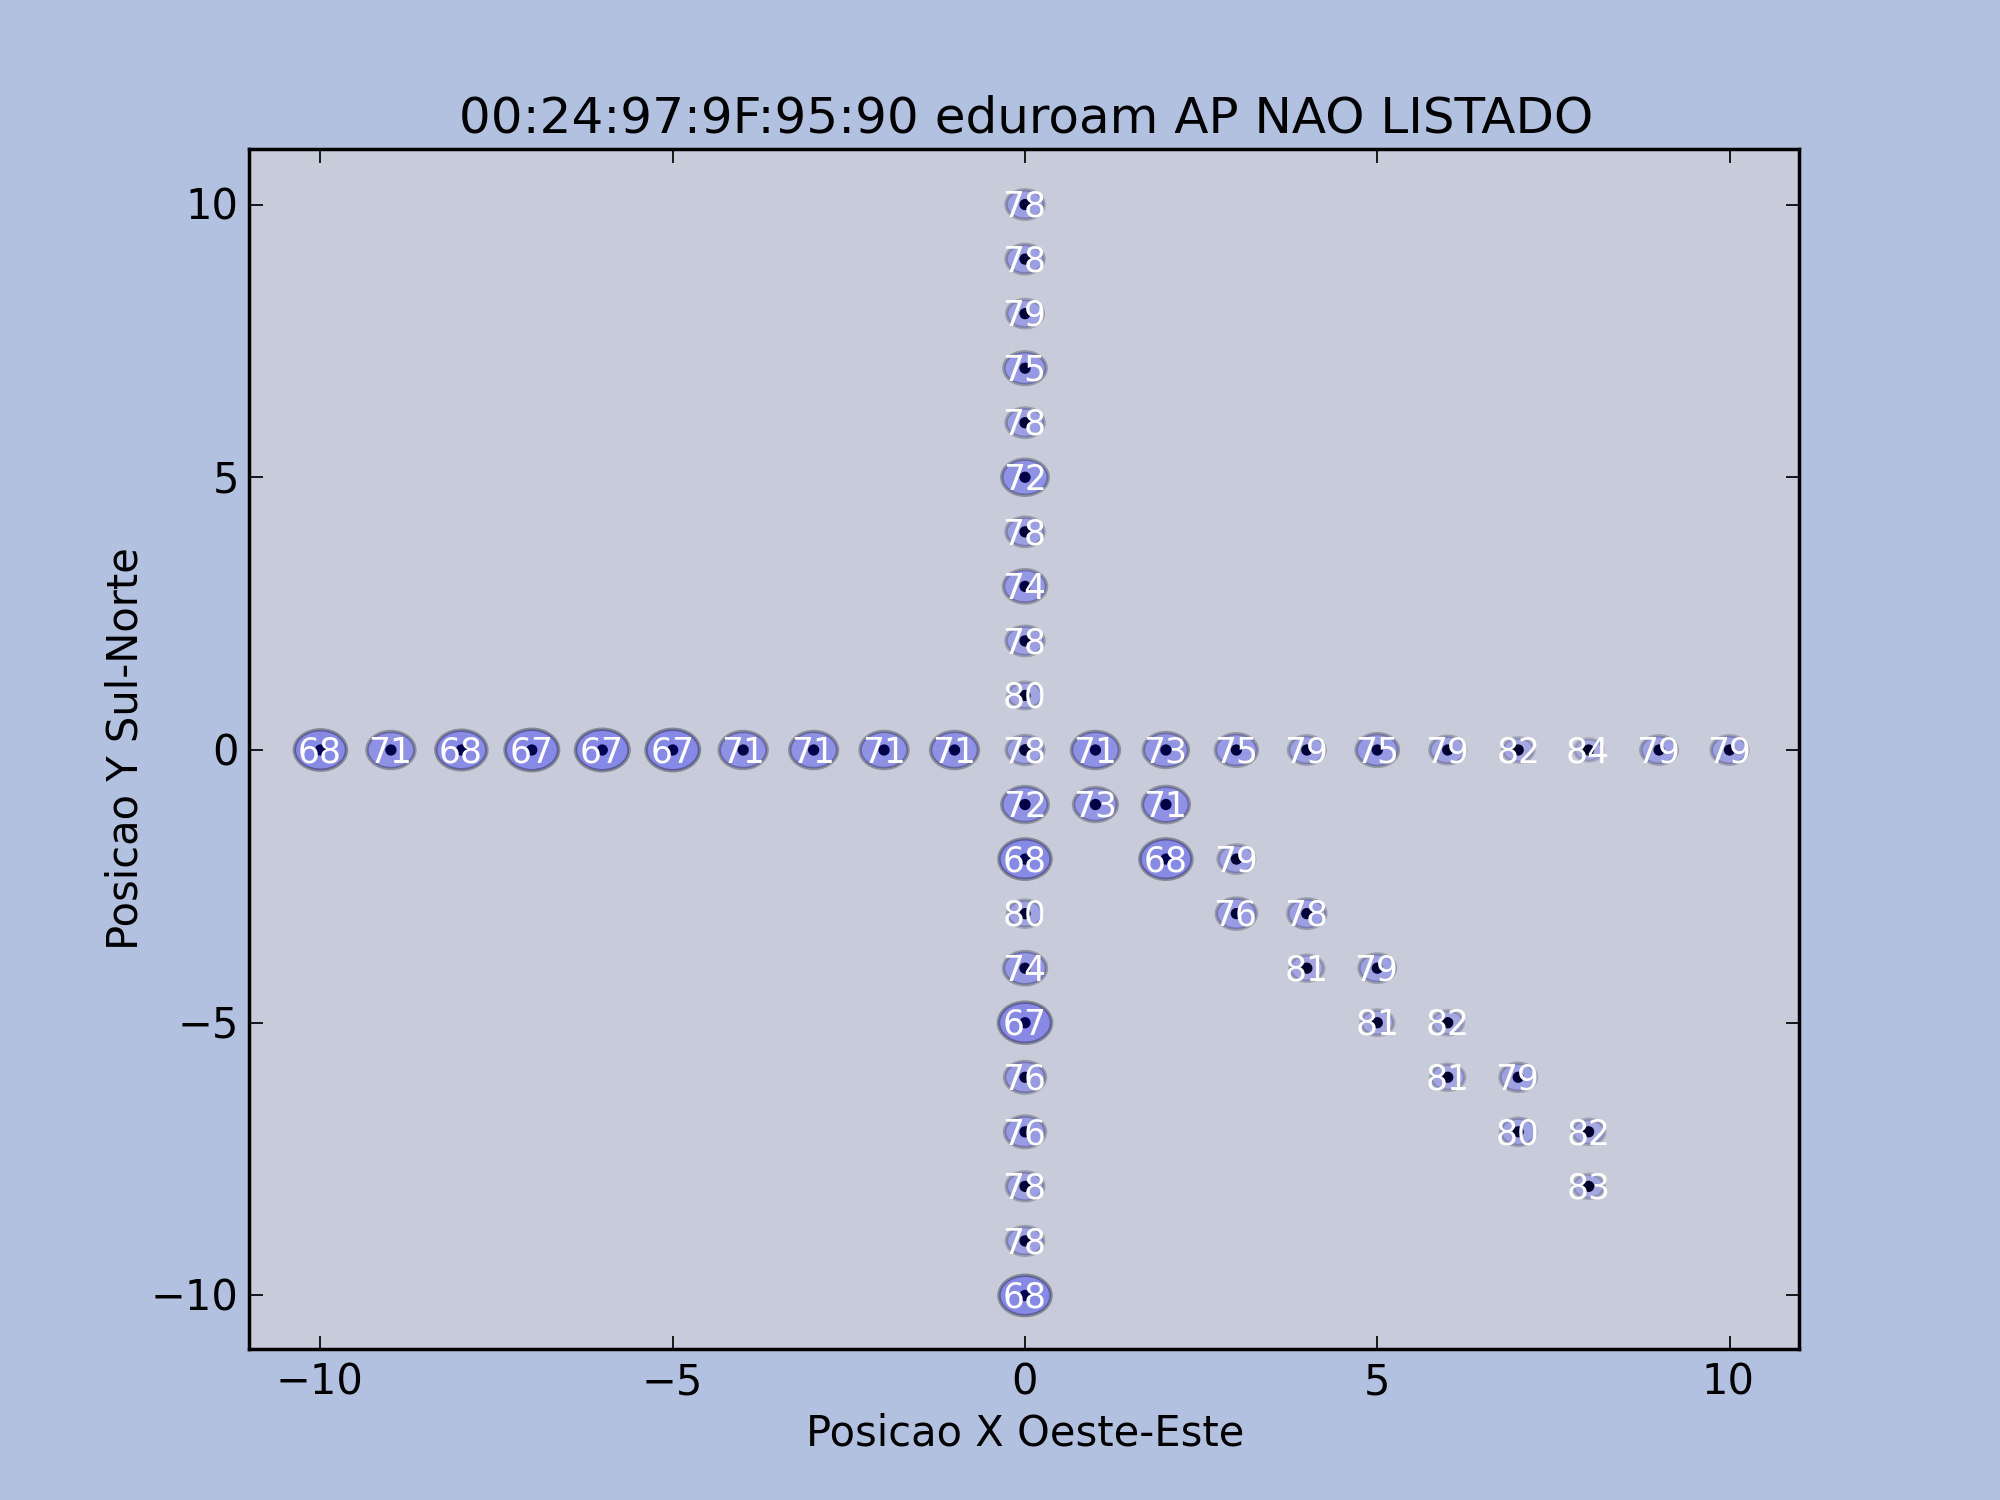 00:24:97:9F:95:90 eduroam AP NAO LISTADO
10
78
78
79
75
78
5
72
78
74
78
80
0
68 71 68 67 67 67 71 71 71 71 78 71 73 75 79 75 79 82 84 79 79
72 73 71
68 68 79
80 76 78
74 81 79
−5
67 81 82
76 81 79
76 80 82
78 83
78
−10
68
−10 −5 0 5 10
Posicao X Oeste-Este
Posicao Y Sul-Norte